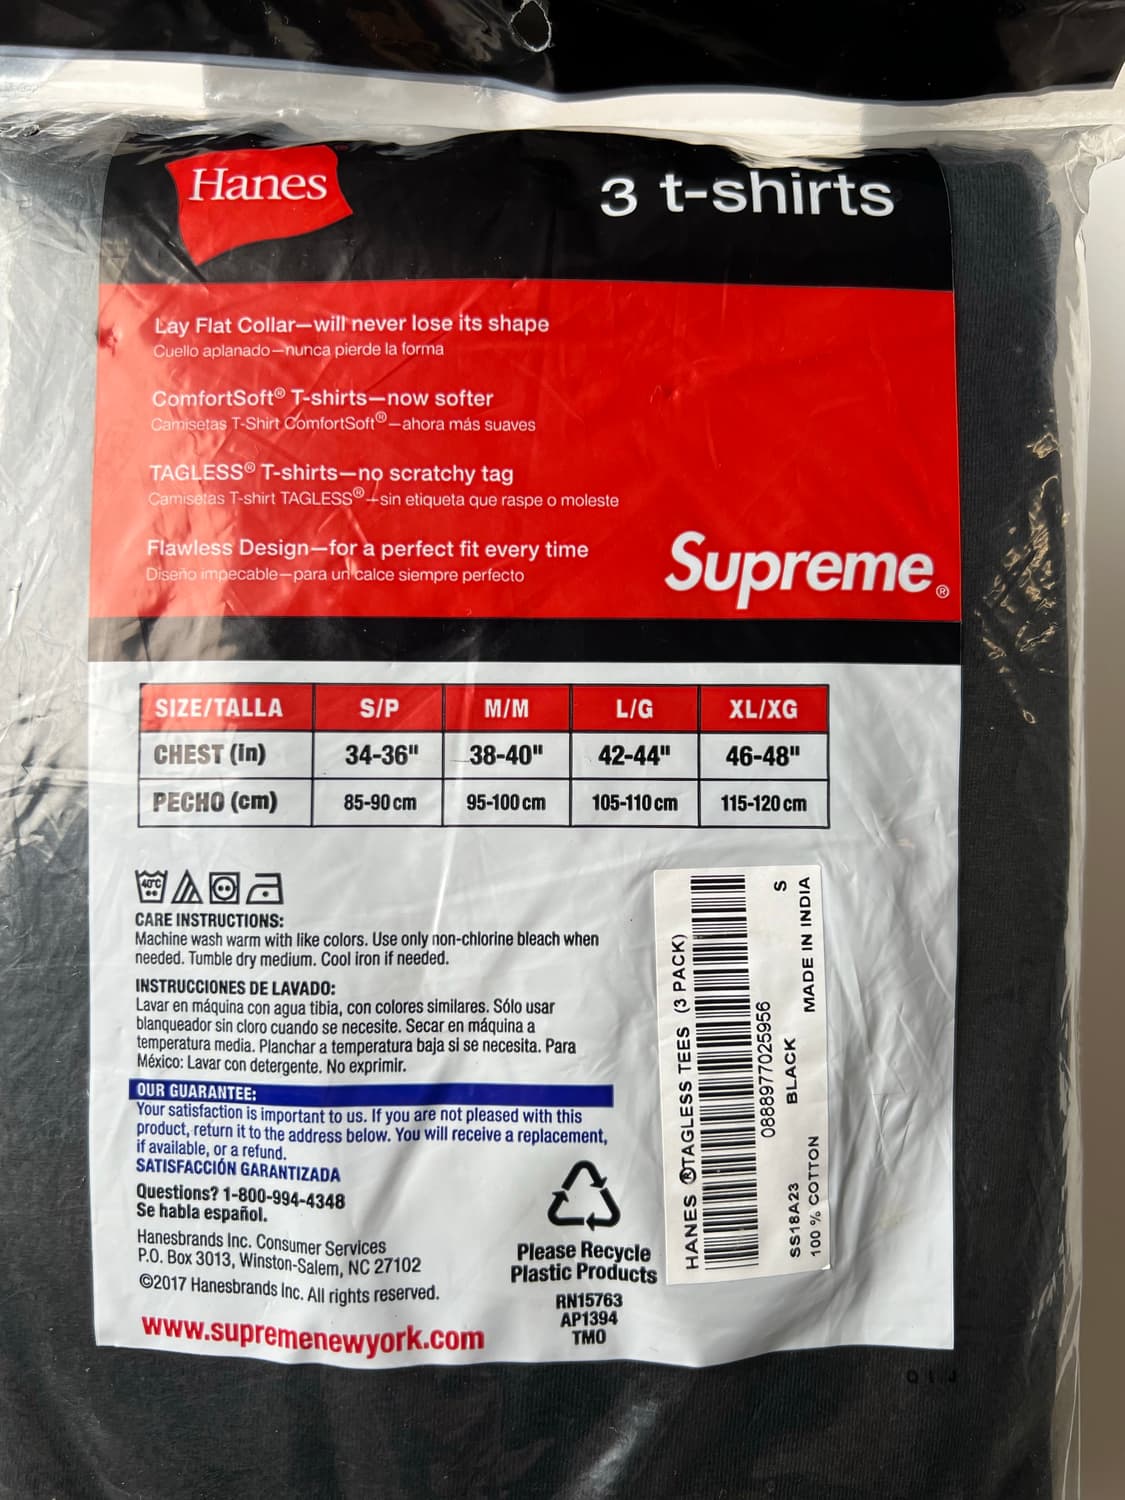 Hanes
3 t-shirts
Lay Flat Collar—will never lose its shape
Cuello aplanado—nunca pierde la forma
ComfortSoft® T-shirts—now softer
Camisetas T-Shirt ComfortSoft®—ahora más suaves
TAGLESS® T-shirts—no scratchy tag
Camisetas T-shirt TAGLESS®—sin etiqueta que raspe o moleste
Flawless Design—for a perfect fit every time
Diseño impecable—para un calce siempre perfecto
Supreme®
SIZE/TALLA S/P M/M L/G XL/XG
CHEST (in) 34-36" 38-40" 42-44" 46-48"
PECHO (cm) 85-90 cm 95-100 cm 105-110 cm 115-120 cm
40°C
CARE INSTRUCTIONS:
Machine wash warm with like colors. Use only non-chlorine bleach when
needed. Tumble dry medium. Cool iron if needed.
INSTRUCCIONES DE LAVADO:
Lavar en máquina con agua tibia, con colores similares. Sólo usar
blanqueador sin cloro cuando se necesite. Secar en máquina a
temperatura media. Planchar a temperatura baja si se necesita. Para
México: Lavar con detergente. No exprimir.
OUR GUARANTEE:
Your satisfaction is important to us. If you are not pleased with this
product, return it to the address below. You will receive a replacement,
if available, or a refund.
SATISFACCIÓN GARANTIZADA
Questions? 1-800-994-4348
Se habla español.
Hanesbrands Inc. Consumer Services
P.O. Box 3013, Winston-Salem, NC 27102
©2017 Hanesbrands Inc. All rights reserved.
www.supremenewyork.com
Please Recycle
Plastic Products
RN15763
AP1394
TMO
HANES ®TAGLESS TEES (3 PACK)
0888977025956
SS18A23 BLACK S
100 % COTTON MADE IN INDIA